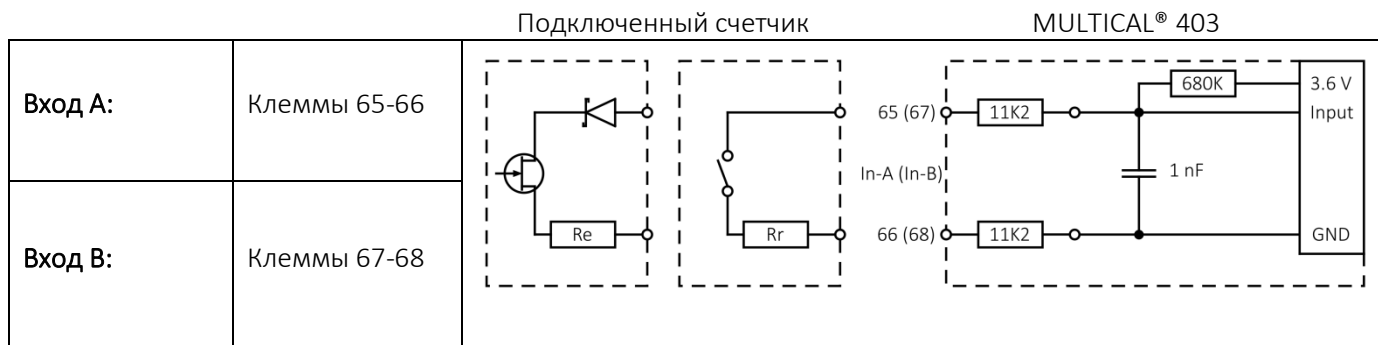 Подключенный счетчик
MULTICAL® 403
Вход A:
Клеммы 65-66
Вход B:
Клеммы 67-68
Re
Rr
65 (67)
11K2
680K
3.6 V
Input
In-A (In-B)
1 nF
66 (68)
11K2
GND